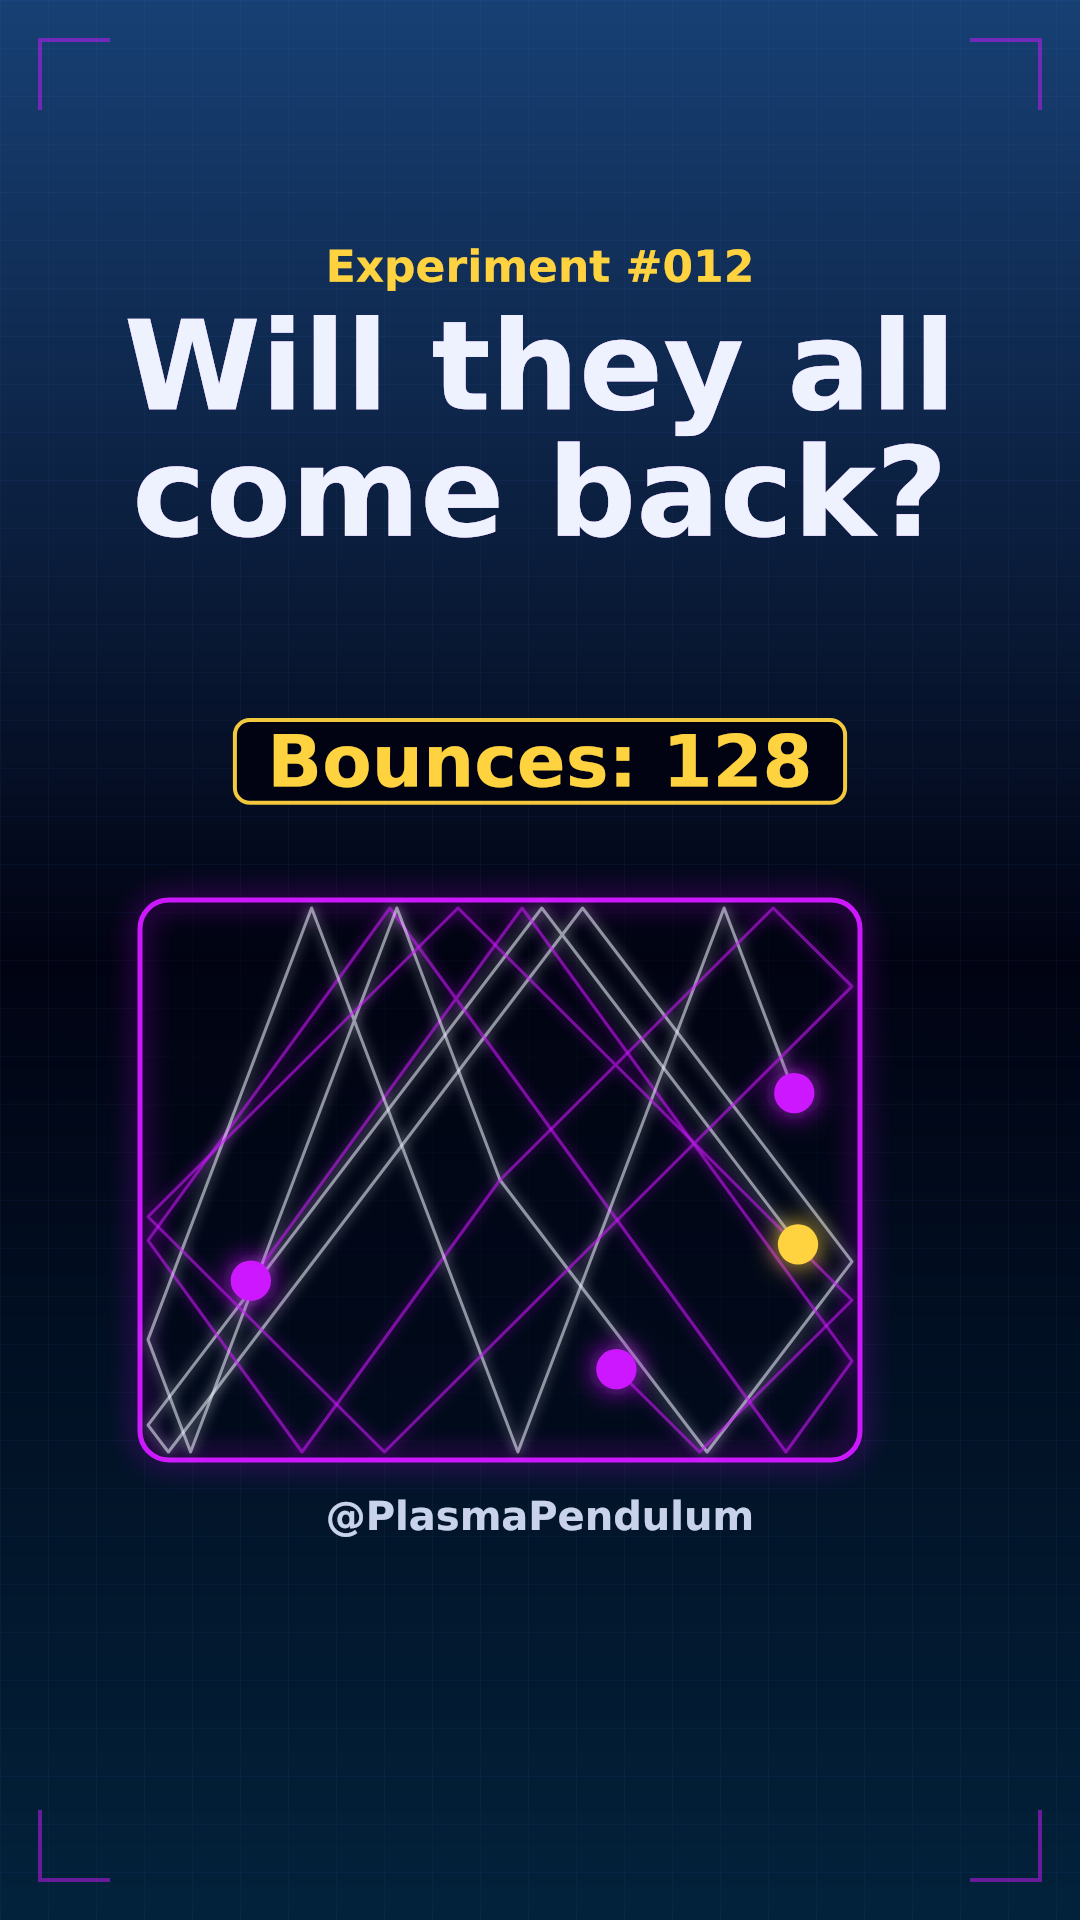 Experiment #012
Will they all
come back?
Bounces: 128
@PlasmaPendulum